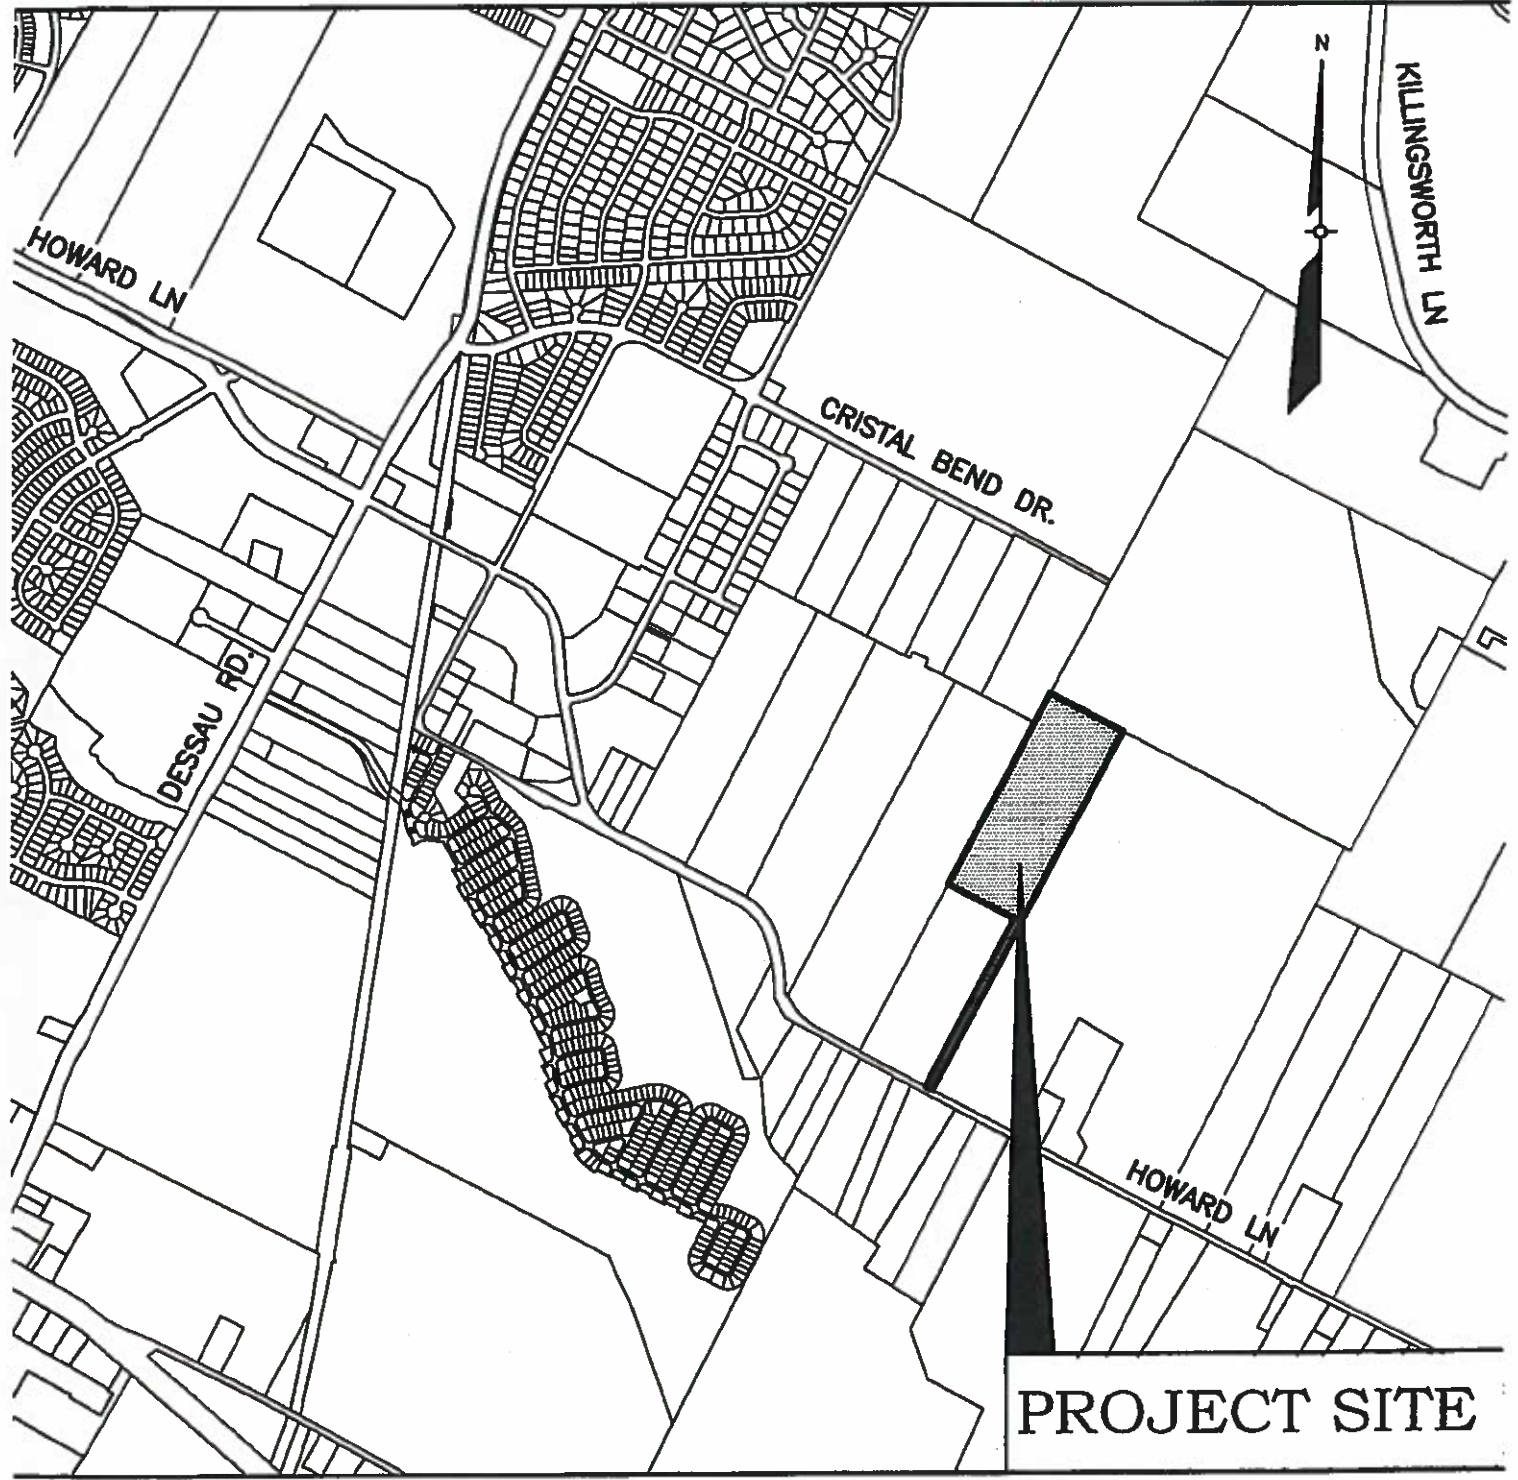 N
KILLINGSWORTH LN
HOWARD LN
CRISTAL BEND DR.
DESSAU RD.
HOWARD LN
PROJECT SITE